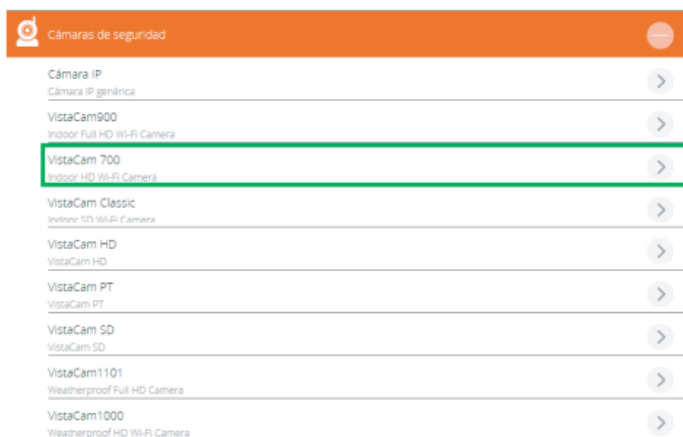 Cámaras de seguridad
Cámara IP
Cámara IP genérica
VistaCam900
Indoor Full HD Wi-Fi Camera
VistaCam 700
Indoor HD Wi-Fi Camera
VistaCam Classic
Indoor SD Wi-Fi Camera
VistaCam HD
VistaCam HD
VistaCam PT
VistaCam PT
VistaCam SD
VistaCam SD
VistaCam1101
Weatherproof Full HD Camera
VistaCam1000
Weatherproof HD Wi-Fi Camera